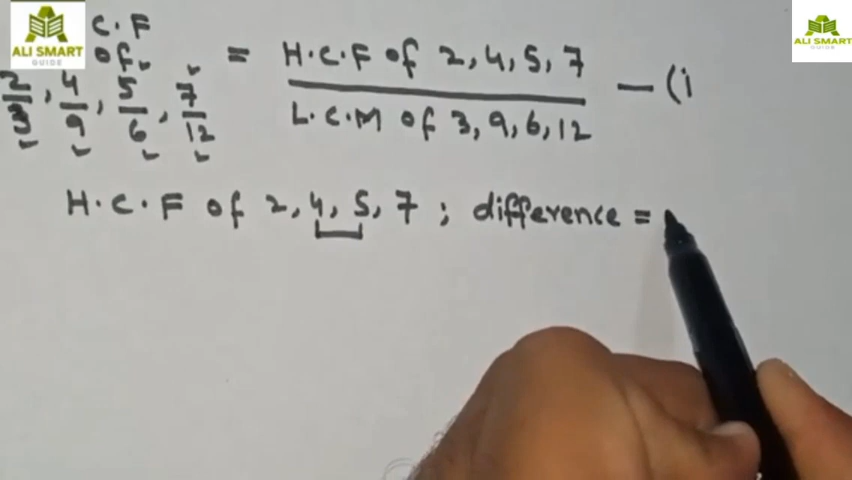 ALI SMART
GUIDE
ALI SMART
GUIDE
C.F
of
2/3, 4/9, 5/6, 7/12 = H.C.F of 2, 4, 5, 7 / L.C.M of 3, 9, 6, 12 — (i
H.C.F of 2, 4, 5, 7 ; difference =